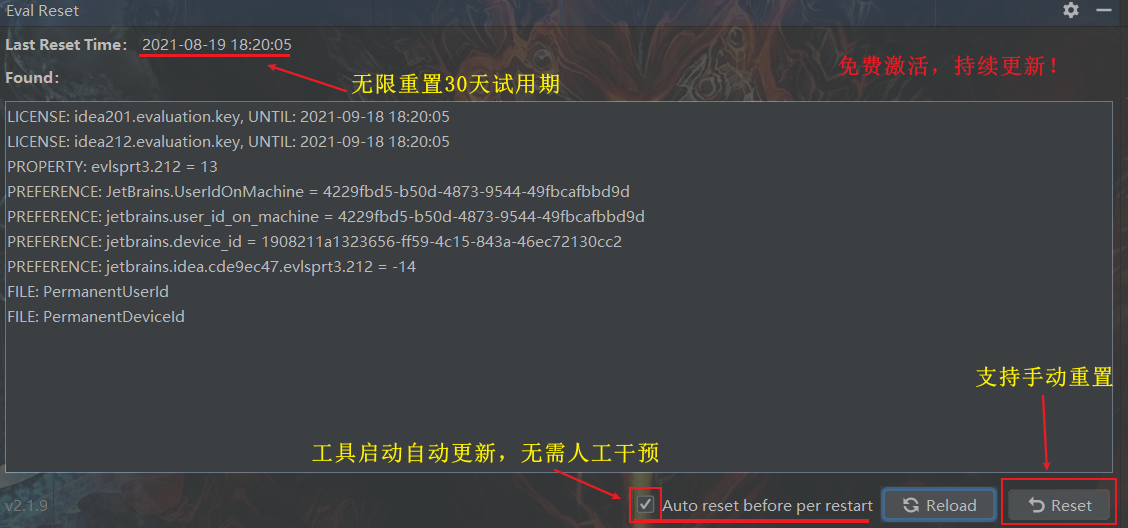 Eval Reset
Last Reset Time: 2021-08-19 18:20:05
免费激活，持续更新！
Found:
无限重置30天试用期
LICENSE: idea201.evaluation.key, UNTIL: 2021-09-18 18:20:05
LICENSE: idea212.evaluation.key, UNTIL: 2021-09-18 18:20:05
PROPERTY: evlsprt3.212 = 13
PREFERENCE: JetBrains.UserIdOnMachine = 4229fbd5-b50d-4873-9544-49fbcafbbd9d
PREFERENCE: jetbrains.user_id_on_machine = 4229fbd5-b50d-4873-9544-49fbcafbbd9d
PREFERENCE: jetbrains.device_id = 1908211a1323656-ff59-4c15-843a-46ec72130cc2
PREFERENCE: jetbrains.idea.cde9ec47.evlsprt3.212 = -14
FILE: PermanentUserId
FILE: PermanentDeviceId
支持手动重置
工具启动自动更新，无需人工干预
v2.1.9
Auto reset before per restart
Reload
Reset